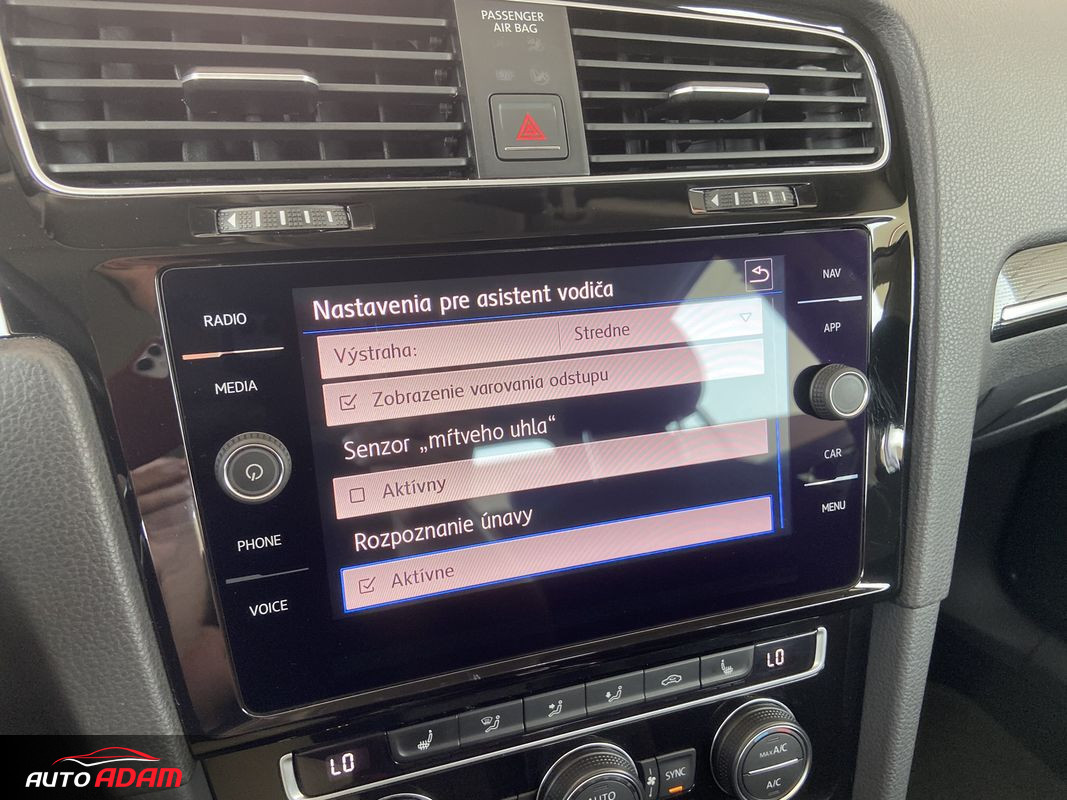 PASSENGER
AIR BAG
RADIO
MEDIA
PHONE
VOICE
Nastavenia pre asistent vodiča
Výstraha:
Stredne
Zobrazenie varovania odstupu
Senzor „mŕtveho uhla“
Aktívny
Rozpoznanie únavy
Aktívne
NAV
APP
CAR
MENU
LO
LO
AUTO
SYNC
MAX A/C
A/C
AUTO ADAM